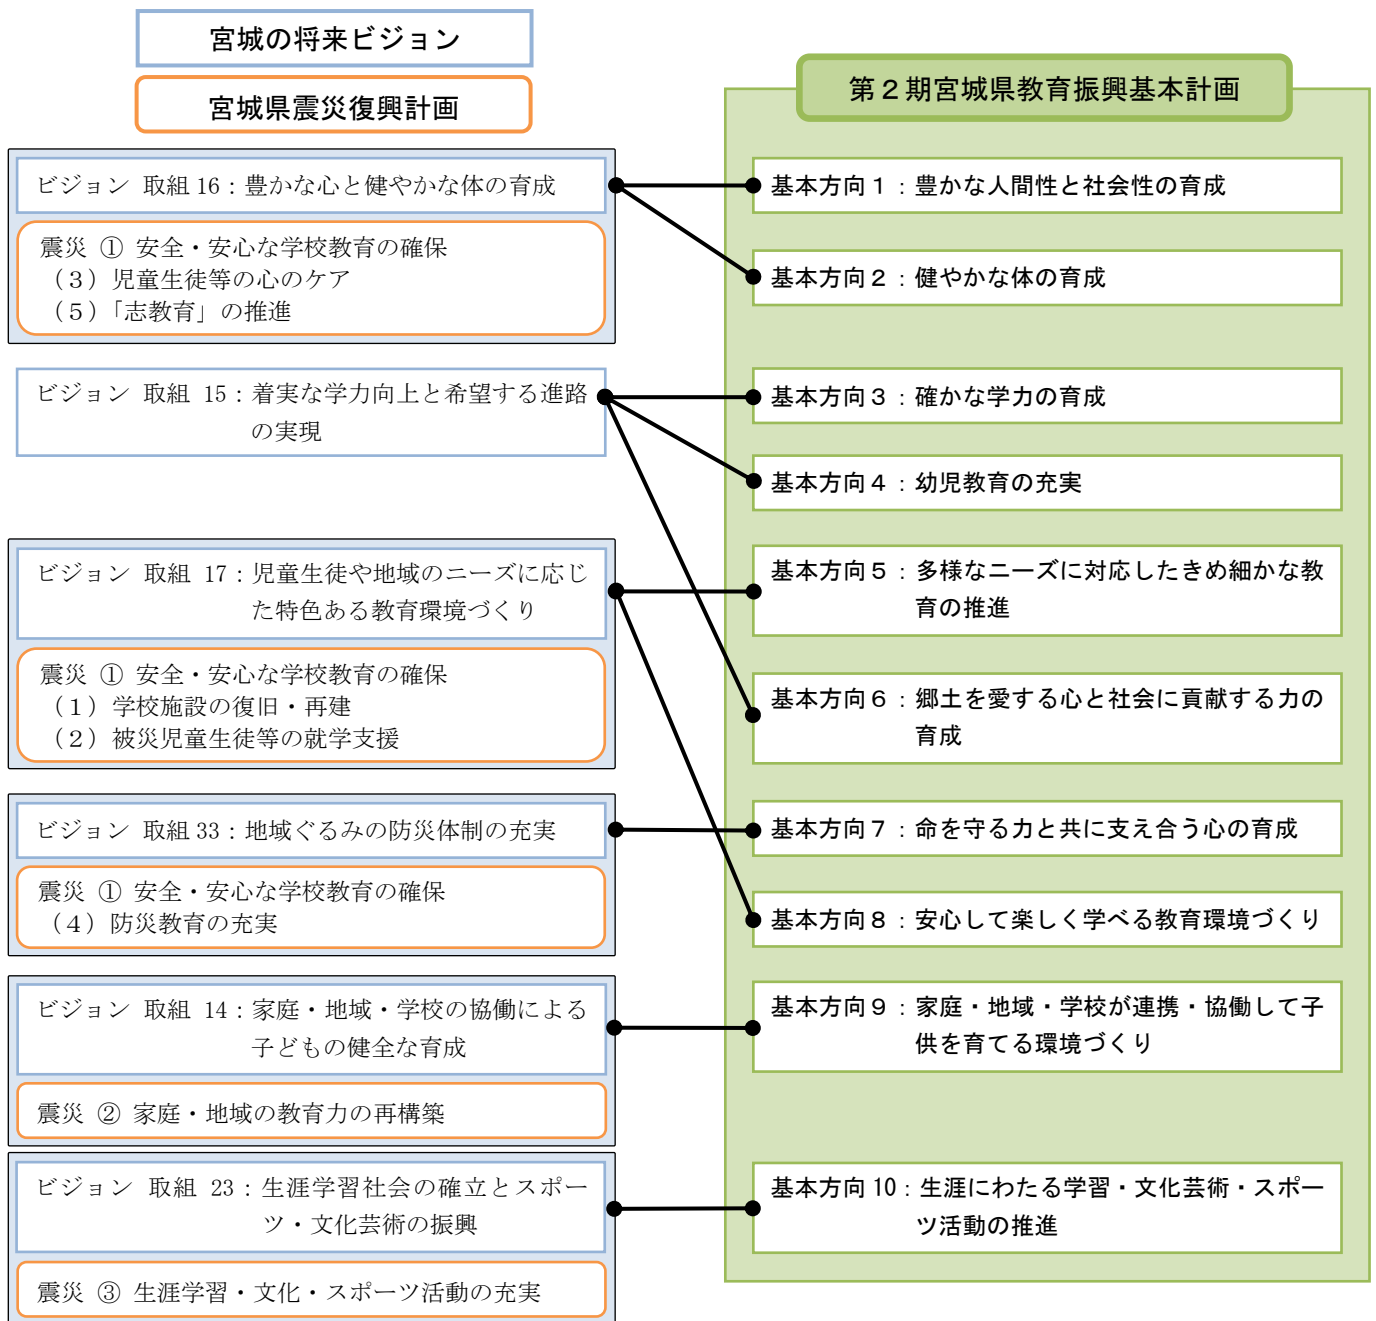 宮城の将来ビジョン
宮城県震災復興計画
ビジョン 取組 16：豊かな心と健やかな体の育成
震災 ① 安全・安心な学校教育の確保
（３）児童生徒等の心のケア
（５）「志教育」の推進
ビジョン 取組 15：着実な学力向上と希望する進路
の実現
ビジョン 取組 17：児童生徒や地域のニーズに応じ
た特色ある教育環境づくり
震災 ① 安全・安心な学校教育の確保
（１）学校施設の復旧・再建
（２）被災児童生徒等の就学支援
ビジョン 取組 33：地域ぐるみの防災体制の充実
震災 ① 安全・安心な学校教育の確保
（４）防災教育の充実
ビジョン 取組 14：家庭・地域・学校の協働による
子どもの健全な育成
震災 ② 家庭・地域の教育力の再構築
ビジョン 取組 23：生涯学習社会の確立とスポー
ツ・文化芸術の振興
震災 ③ 生涯学習・文化・スポーツ活動の充実
第２期宮城県教育振興基本計画
基本方向１：豊かな人間性と社会性の育成
基本方向２：健やかな体の育成
基本方向３：確かな学力の育成
基本方向４：幼児教育の充実
基本方向５：多様なニーズに対応したきめ細かな教
育の推進
基本方向６：郷土を愛する心と社会に貢献する力の
育成
基本方向７：命を守る力と共に支え合う心の育成
基本方向８：安心して楽しく学べる教育環境づくり
基本方向９：家庭・地域・学校が連携・協働して子
供を育てる環境づくり
基本方向 10：生涯にわたる学習・文化芸術・スポー
ツ活動の推進